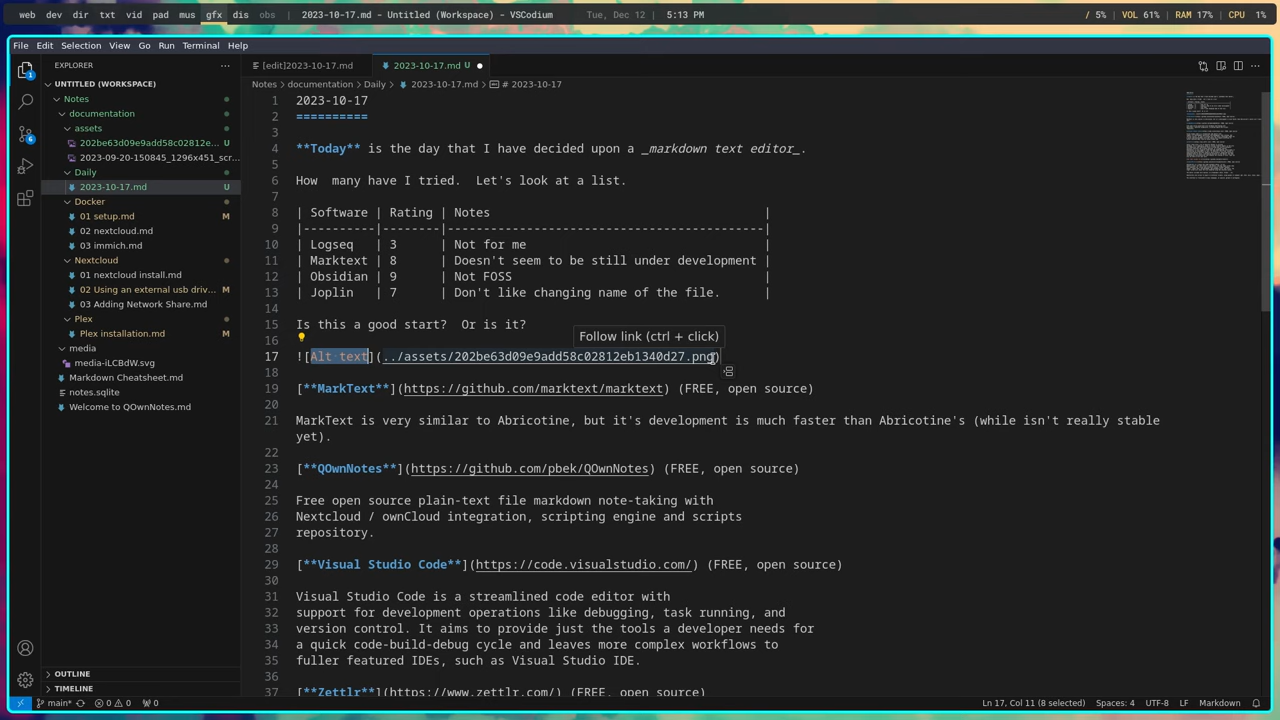 web dev dir txt vid pad mus gfx dis obs | 2023-10-17.md - Untitled (Workspace) - VSCodium Tue, Dec 12 5:13 PM / 5% VOL 61% RAM 17% CPU 1%
File Edit Selection View Go Run Terminal Help
EXPLORER ...
[edit]2023-10-17.md
2023-10-17.md U
Notes > documentation > Daily > 2023-10-17.md > # 2023-10-17
UNTITLED (WORKSPACE)
Notes
documentation
assets
202be63d09e9add58c02812e...
2023-09-20-150845_1296x451_scr...
Daily
2023-10-17.md U
Docker
01 setup.md M
02 nextcloud.md
03 immich.md
Nextcloud
01 nextcloud install.md
02 Using an external usb driv... M
03 Adding Network Share.md
Plex
Plex installation.md M
media
media-iLCBdW.svg
Markdown Cheatsheet.md
notes.sqlite
Welcome to QOwnNotes.md
OUTLINE
TIMELINE
1
6
1 2023-10-17
2 ==========
3
4 **Today** is the day that I have decided upon a _markdown text editor_.
5
6 How  many have I tried.  Let's look at a list.
7
8 | Software | Rating | Notes                                      |
9 |----------|--------|--------------------------------------------|
10 | Logseq   | 3      | Not for me
11 | Marktext | 8      | Doesn't seem to be still under development |
12 | Obsidian | 9      | Not FOSS                                   |
13 | Joplin   | 7      | Don't like changing name of the file.      |
14
15 Is this a good start?  Or is it?
16
Follow link (ctrl + click)
17 ![Alt·text](../assets/202be63d09e9add58c02812eb1340d27.png)
18
19 [**MarkText**](https://github.com/marktext/marktext) (FREE, open source)
20
21 MarkText is very similar to Abricotine, but it's development is much faster than Abricotine's (while isn't really stable
yet).
22
23 [**QOwnNotes**](https://github.com/pbek/QOwnNotes) (FREE, open source)
24
25 Free open source plain-text file markdown note-taking with
26 Nextcloud / ownCloud integration, scripting engine and scripts
27 repository.
28
29 [**Visual Studio Code**](https://code.visualstudio.com/) (FREE, open source)
30
31 Visual Studio Code is a streamlined code editor with
32 support for development operations like debugging, task running, and
33 version control. It aims to provide just the tools a developer needs for
34 a quick code-build-debug cycle and leaves more complex workflows to
35 fuller featured IDEs, such as Visual Studio IDE.
36
37 [**Zettlr**](https://www.zettlr.com/) (FREE, open source)
main* 0 0 0 Ln 17, Col 11 (8 selected) Spaces: 4 UTF-8 LF Markdown